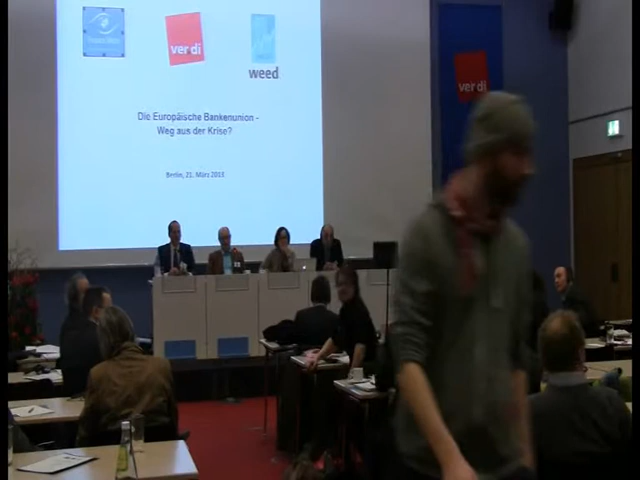 ver di
weed
ver di
Die Europäische Bankenunion -
Weg aus der Krise?
Berlin, 21. März 2013